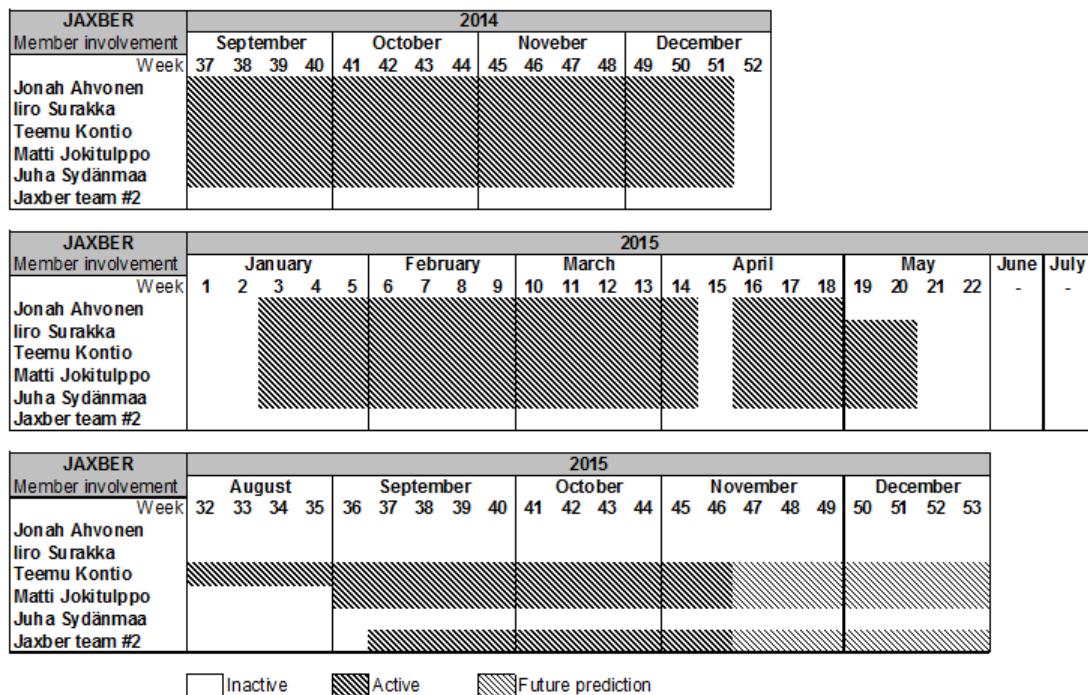 JAXBER 2014
Member involvement September October Noveber December
Week 37 38 39 40 41 42 43 44 45 46 47 48 49 50 51 52
Jonah Ahvonen
Iiro Surakka
Teemu Kontio
Matti Jokitulppo
Juha Sydänmaa
Jaxber team #2
JAXBER 2015
Member involvement January February March April May June July
Week 1 2 3 4 5 6 7 8 9 10 11 12 13 14 15 16 17 18 19 20 21 22 - -
Jonah Ahvonen
Iiro Surakka
Teemu Kontio
Matti Jokitulppo
Juha Sydänmaa
Jaxber team #2
JAXBER 2015
Member involvement August September October November December
Week 32 33 34 35 36 37 38 39 40 41 42 43 44 45 46 47 48 49 50 51 52 53
Jonah Ahvonen
Iiro Surakka
Teemu Kontio
Matti Jokitulppo
Juha Sydänmaa
Jaxber team #2
Inactive Active Future prediction